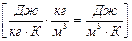 [Дж/(кг · К) · кг/м³ = Дж/(м³ · К)]